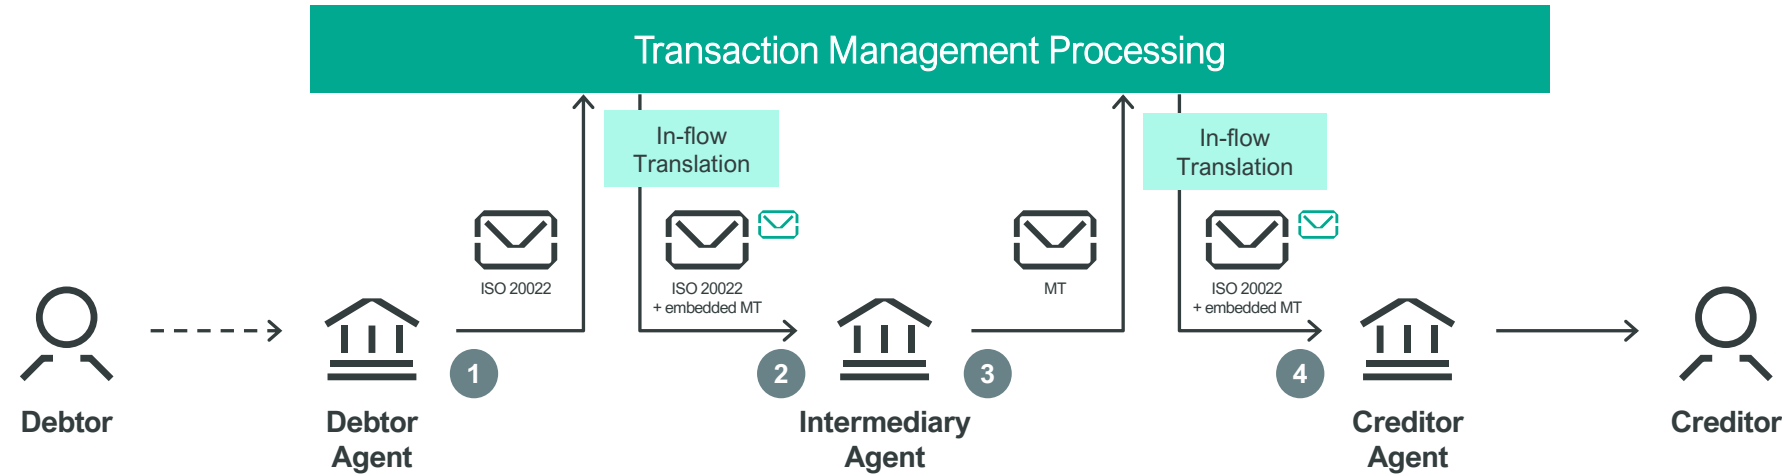 Transaction Management Processing
In-flow
Translation
In-flow
Translation
ISO 20022
ISO 20022
+ embedded MT
MT
ISO 20022
+ embedded MT
1
2
3
4
Debtor
Debtor
Agent
Intermediary
Agent
Creditor
Agent
Creditor